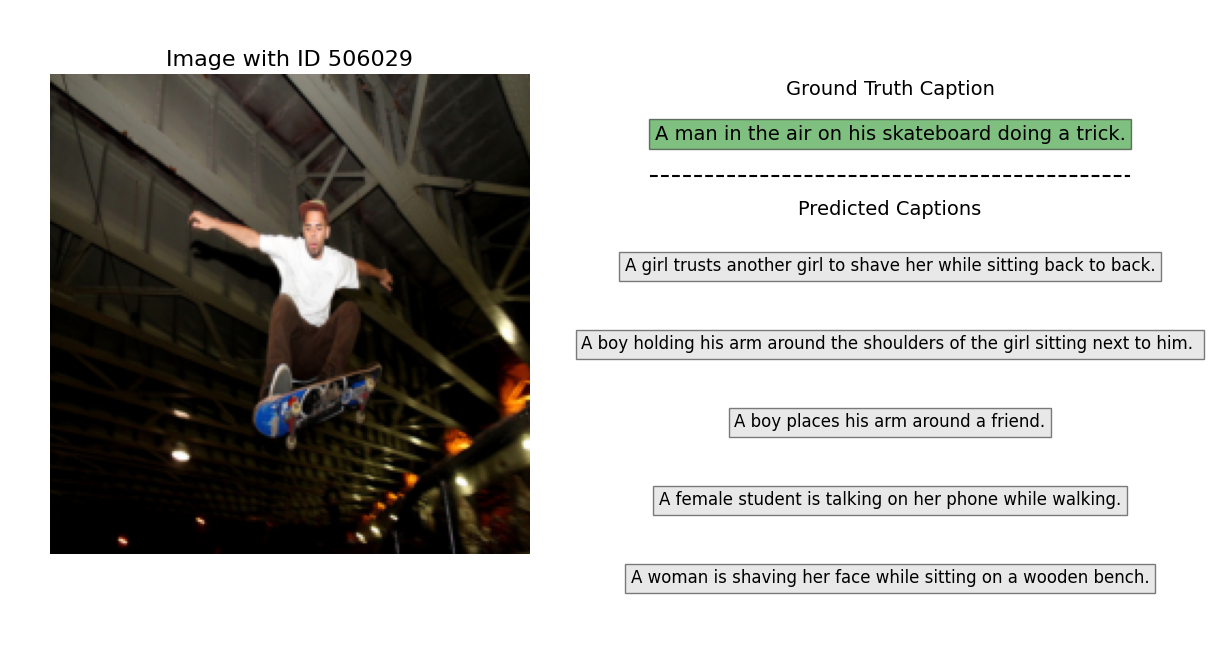 Image with ID 506029
Ground Truth Caption
A man in the air on his skateboard doing a trick.
Predicted Captions
A girl trusts another girl to shave her while sitting back to back.
A boy holding his arm around the shoulders of the girl sitting next to him.
A boy places his arm around a friend.
A female student is talking on her phone while walking.
A woman is shaving her face while sitting on a wooden bench.